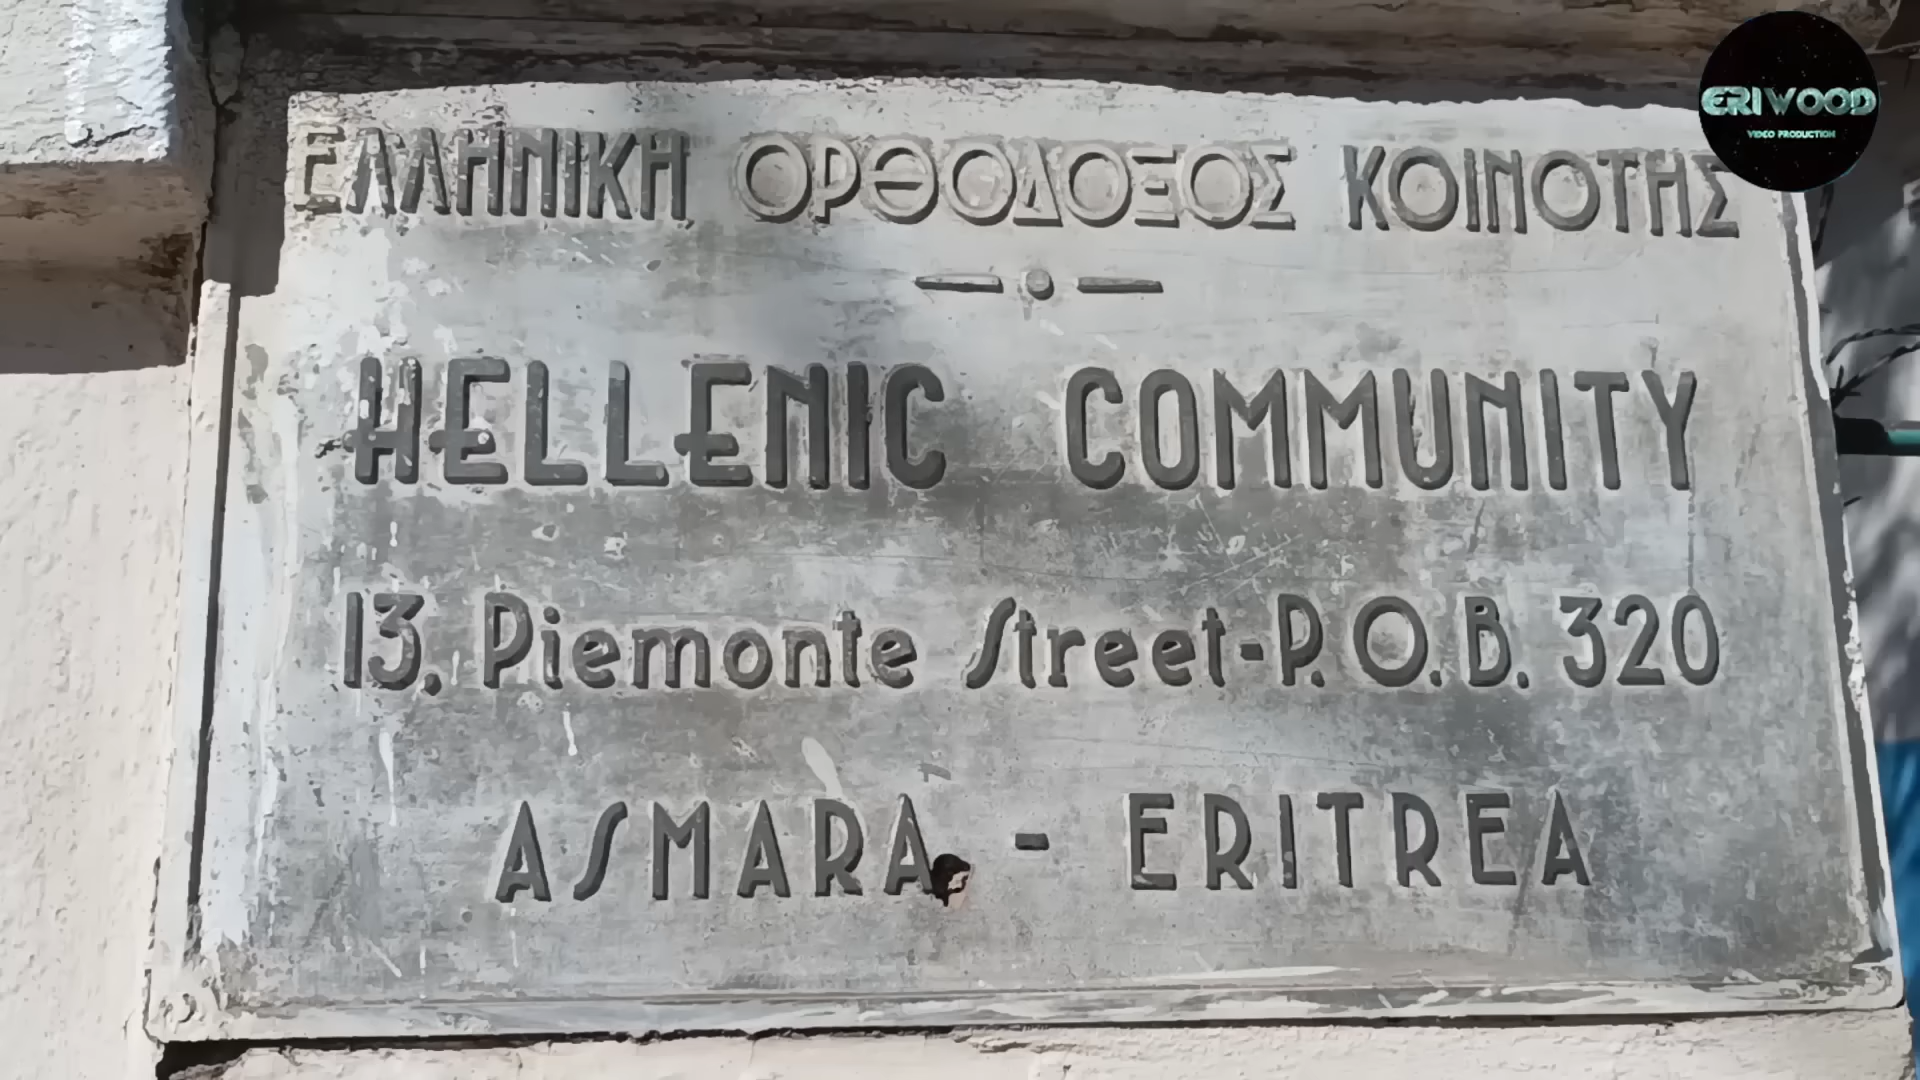 ERIWOOD
VIDEO PRODUCTION
ΕΛΛΗΝΙΚΗ ΟΡΘΟΔΟΞΟΣ ΚΟΙΝΟΤΗΣ
HELLENIC COMMUNITY
13, Piemonte Street-P.O.B. 320
ASMARA - ERITREA